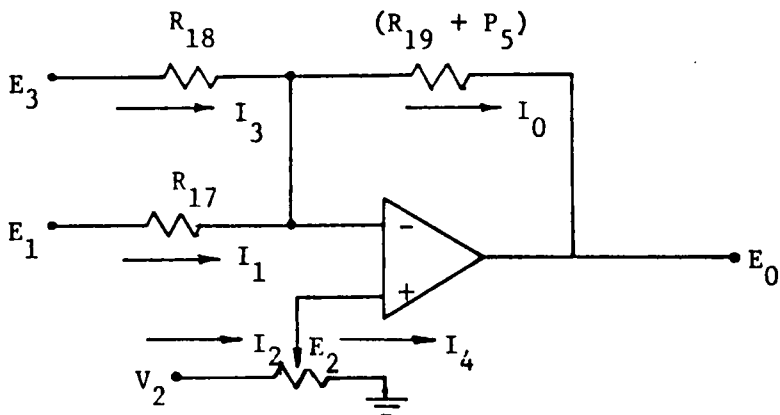 R18 (R19 + P5)
E3
I3 I0
R17
E1
I1
-
+
E0
I2 E2 I4
V2